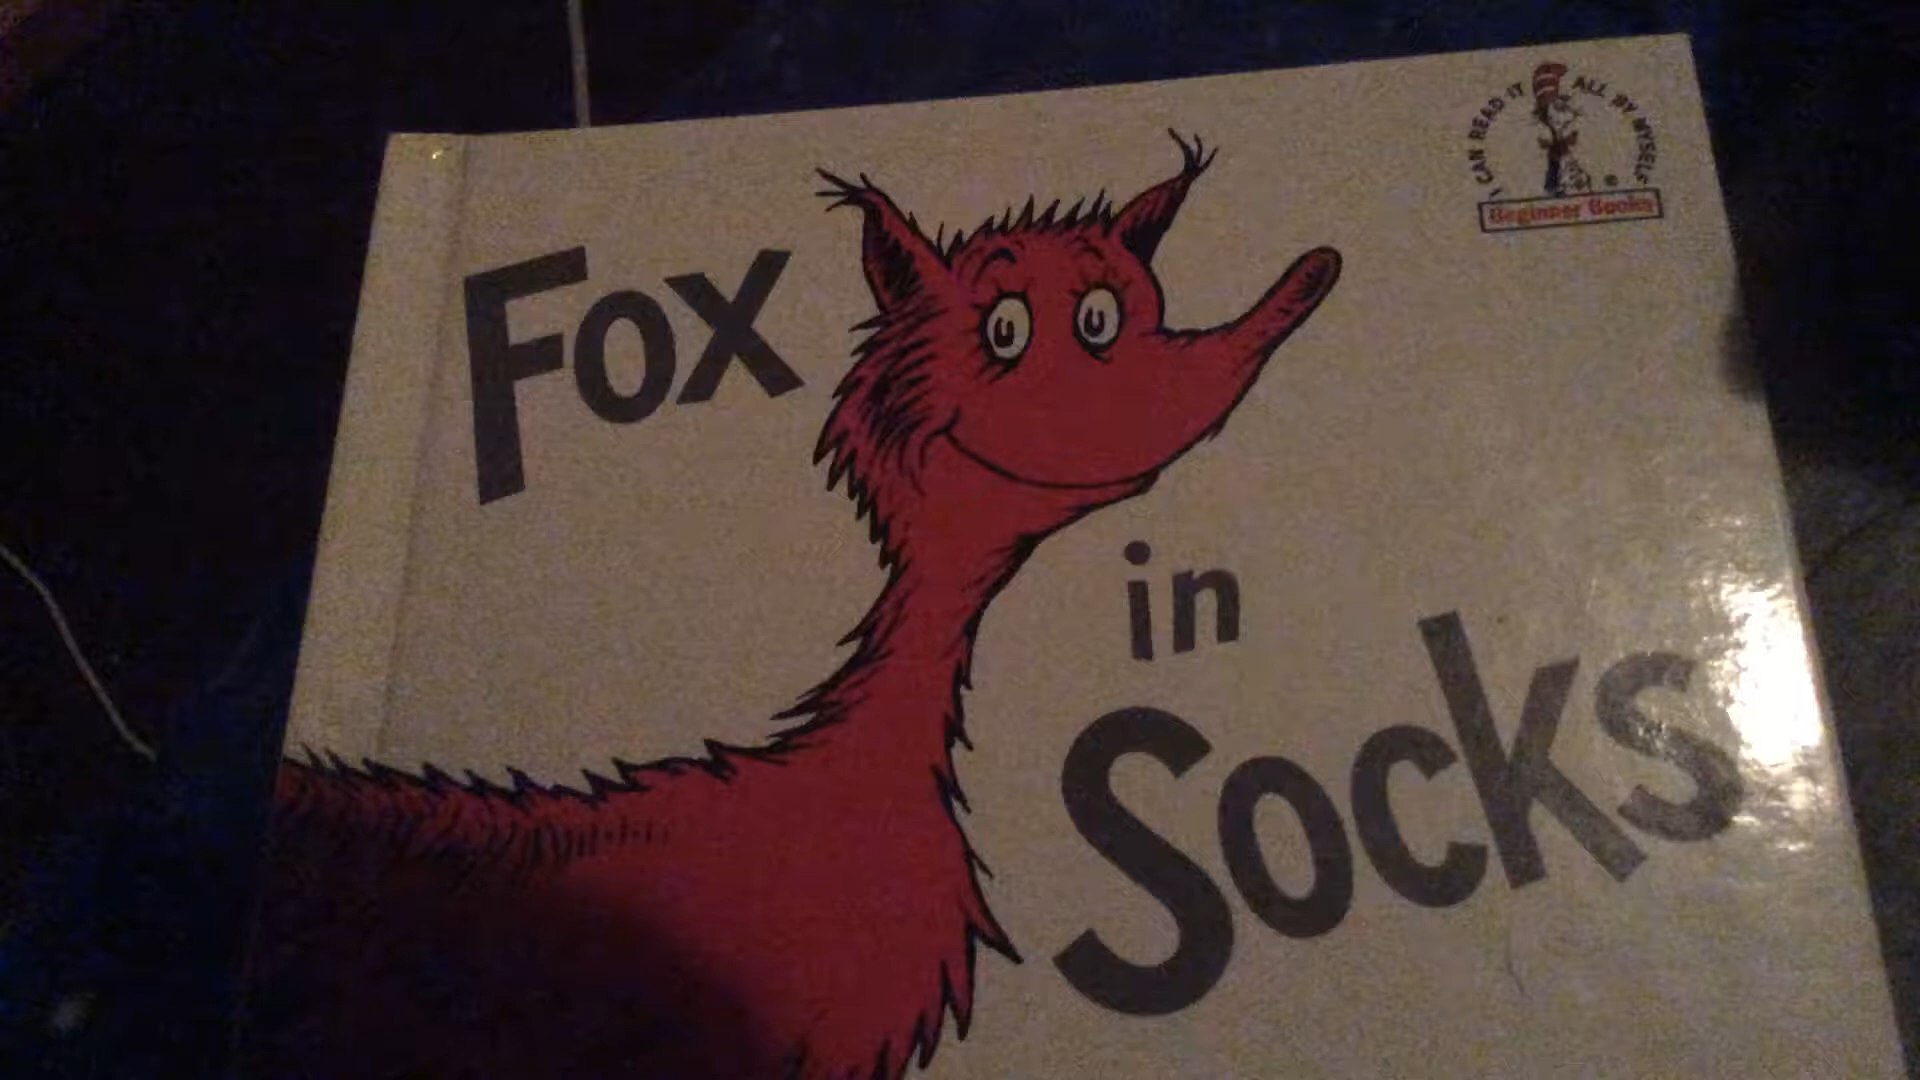 I CAN READ IT ALL BY MYSELF
Beginner Books
Fox
in
Socks